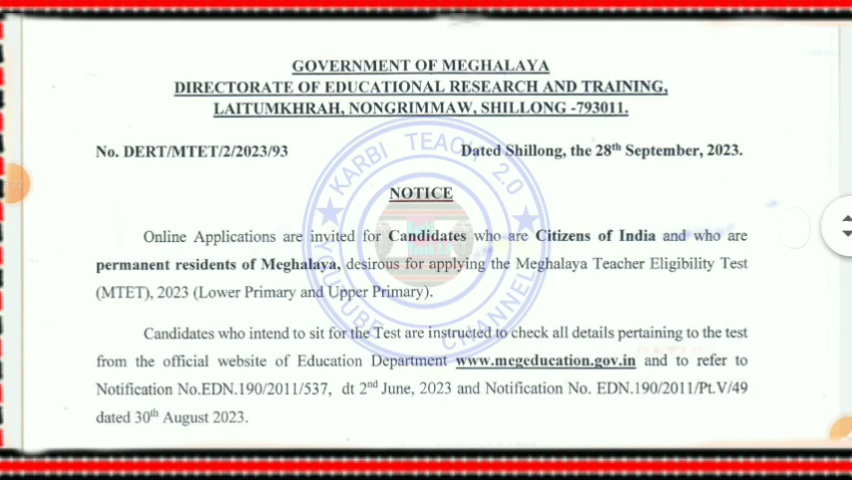 GOVERNMENT OF MEGHALAYA
DIRECTORATE OF EDUCATIONAL RESEARCH AND TRAINING,
LAITUMKHRAH, NONGRIMMAW, SHILLONG -793011.
No. DERT/MTET/2/2023/93 Dated Shillong, the 28th September, 2023.
NOTICE
Online Applications are invited for Candidates who are Citizens of India and who are
permanent residents of Meghalaya, desirous for applying the Meghalaya Teacher Eligibility Test
(MTET), 2023 (Lower Primary and Upper Primary).
Candidates who intend to sit for the Test are instructed to check all details pertaining to the test
from the official website of Education Department www.megeducation.gov.in and to refer to
Notification No.EDN.190/2011/537, dt 2nd June, 2023 and Notification No. EDN.190/2011/Pt.V/49
dated 30th August 2023.
KARBI TEACH 2.0
YOUTUBE CHANNEL